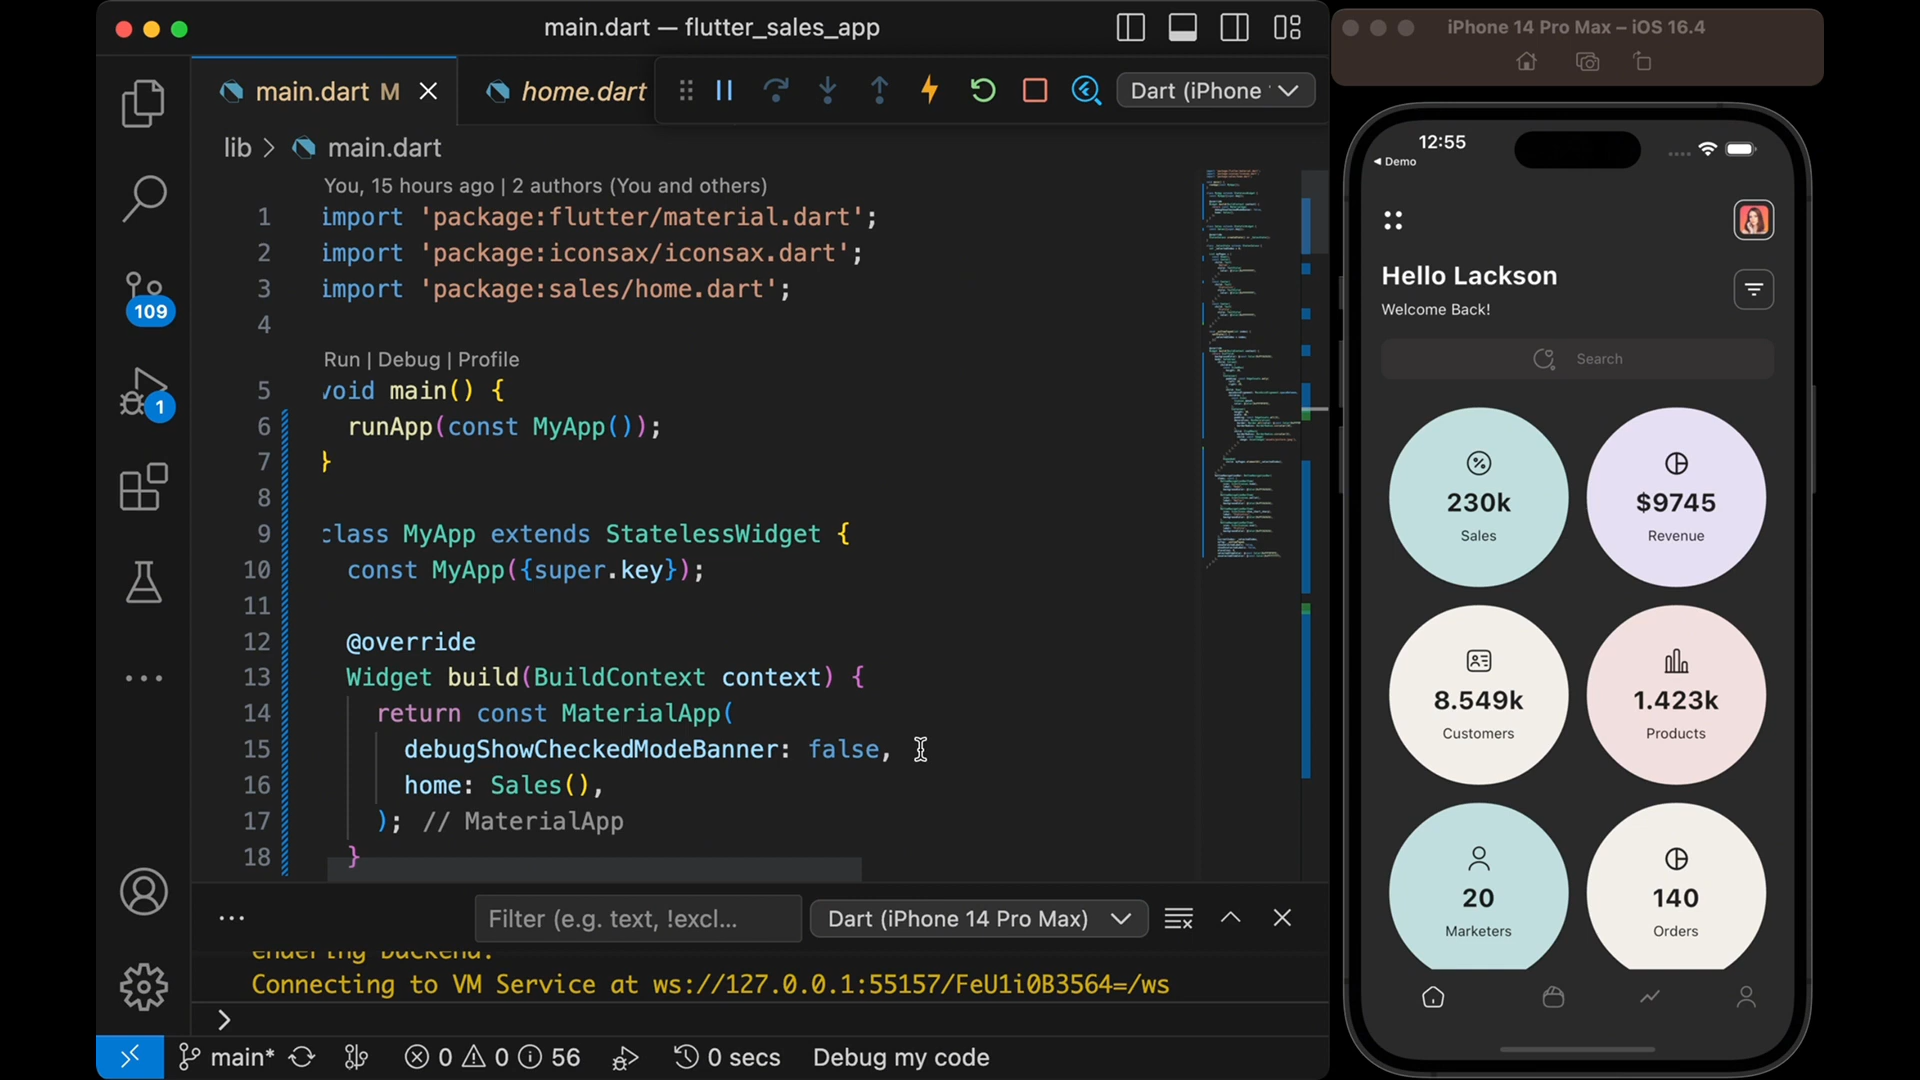 main.dart — flutter_sales_app
main.dart M
home.dart
Dart (iPhone
lib > main.dart
You, 15 hours ago | 2 authors (You and others)
1 import 'package:flutter/material.dart';
2 import 'package:iconsax/iconsax.dart';
3 import 'package:sales/home.dart';
4
Run | Debug | Profile
5 void main() {
6 runApp(const MyApp());
7 }
8
9 class MyApp extends StatelessWidget {
10 const MyApp({super.key});
11
12 @override
13 Widget build(BuildContext context) {
14 return const MaterialApp(
15 debugShowCheckedModeBanner: false,
16 home: Sales(),
17 ); // MaterialApp
18 }
109
1
Filter (e.g. text, !excl...
Dart (iPhone 14 Pro Max)
endering backend.
Connecting to VM Service at ws://127.0.0.1:55157/FeU1i0B3564=/ws
>
main* 0 0 56 0 secs Debug my code
iPhone 14 Pro Max – iOS 16.4
12:55
Demo
Hello Lackson
Welcome Back!
Search
230k
Sales
$9745
Revenue
8.549k
Customers
1.423k
Products
20
Marketers
140
Orders